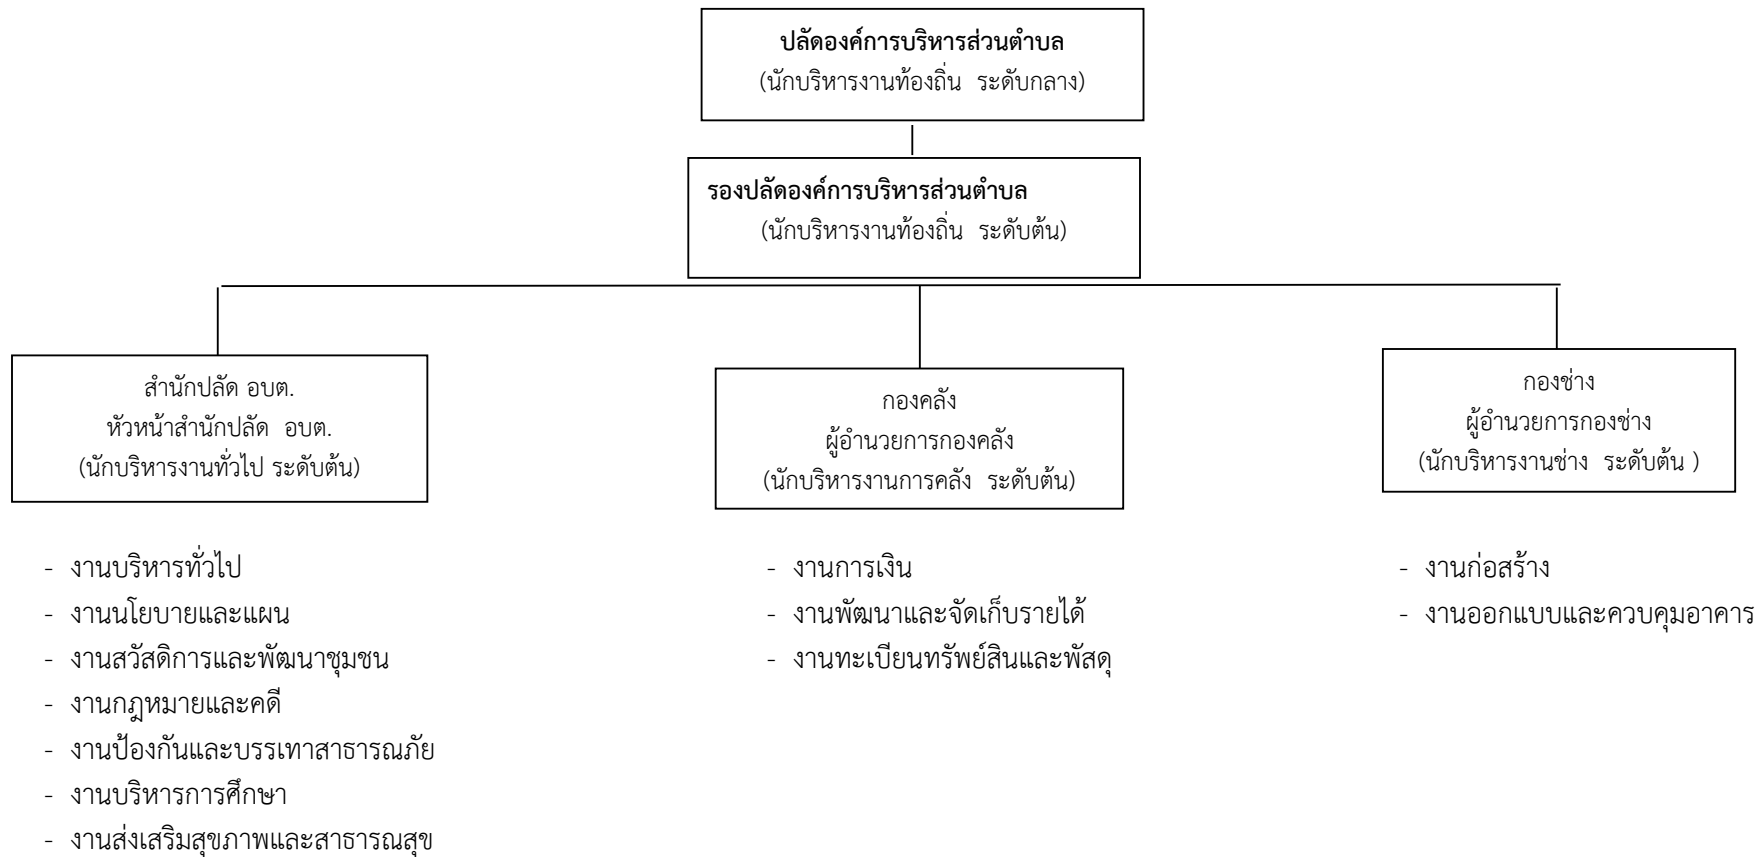 ปลัดองค์การบริหารส่วนตำบล
(นักบริหารงานท้องถิ่น ระดับกลาง)
รองปลัดองค์การบริหารส่วนตำบล
(นักบริหารงานท้องถิ่น ระดับต้น)
สำนักปลัด อบต.
หัวหน้าสำนักปลัด อบต.
(นักบริหารงานทั่วไป ระดับต้น)
กองคลัง
ผู้อำนวยการกองคลัง
(นักบริหารงานการคลัง ระดับต้น)
กองช่าง
ผู้อำนวยการกองช่าง
(นักบริหารงานช่าง ระดับต้น )
- งานบริหารทั่วไป
- งานนโยบายและแผน
- งานสวัสดิการและพัฒนาชุมชน
- งานกฎหมายและคดี
- งานป้องกันและบรรเทาสาธารณภัย
- งานบริหารการศึกษา
- งานส่งเสริมสุขภาพและสาธารณสุข
- งานการเงิน
- งานพัฒนาและจัดเก็บรายได้
- งานทะเบียนทรัพย์สินและพัสดุ
- งานก่อสร้าง
- งานออกแบบและควบคุมอาคาร